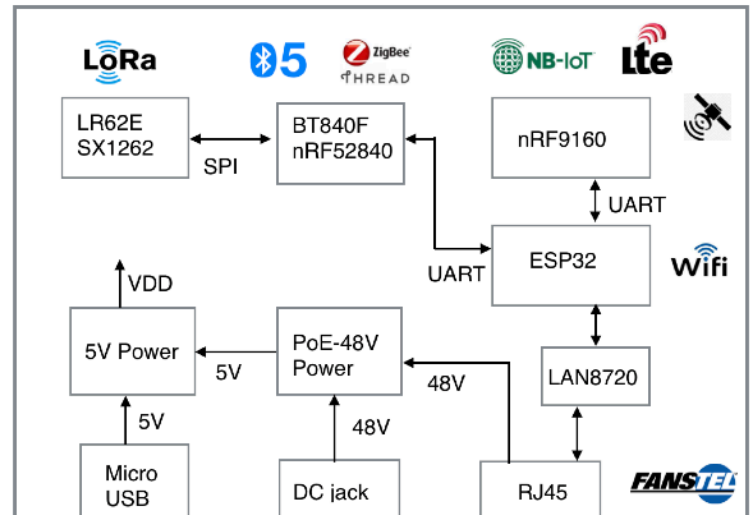 LoRa
5
ZigBee
THREAD
NB-IoT
Lte
LR62E
SX1262
SPI
BT840F
nRF52840
nRF9160
UART
UART
ESP32
Wifi
VDD
5V Power
5V
PoE-48V
Power
48V
LAN8720
5V
48V
Micro
USB
DC jack
RJ45
FANSTEL